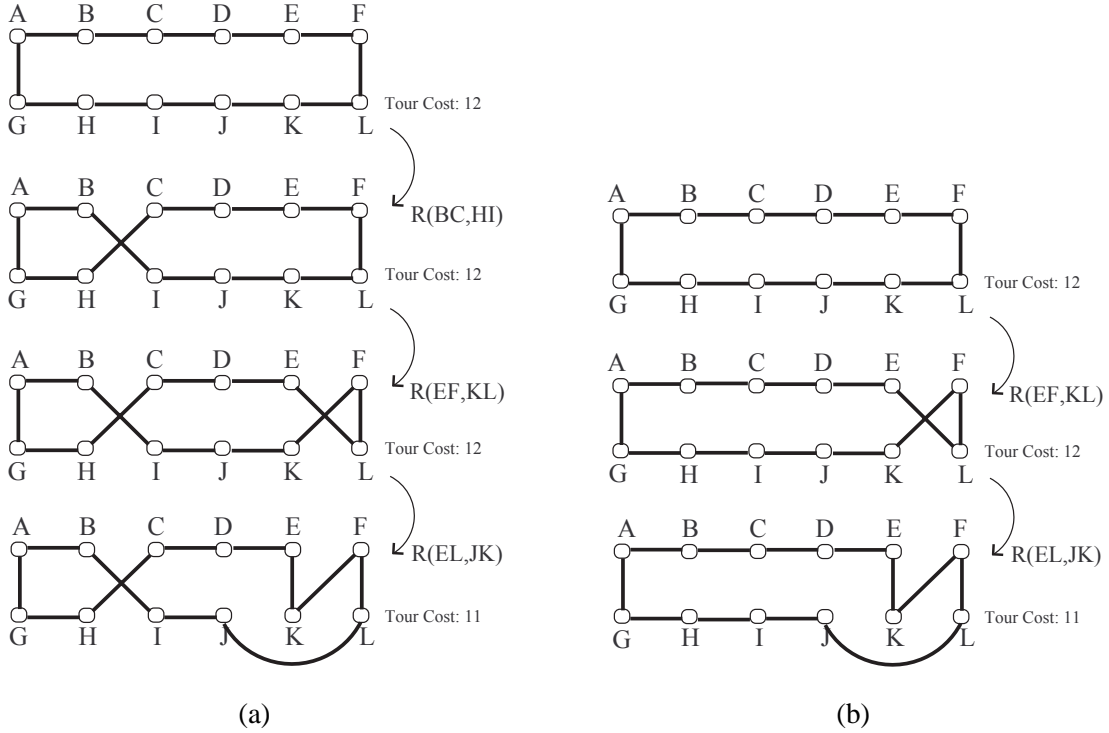 A B C D E F
Tour Cost: 12
G H I J K L
A B C D E F
R(BC,HI)
Tour Cost: 12
G H I J K L
A B C D E F
R(EF,KL)
Tour Cost: 12
G H I J K L
A B C D E F
R(EL,JK)
Tour Cost: 11
G H I J K L
(a)
A B C D E F
Tour Cost: 12
G H I J K L
A B C D E F
R(EF,KL)
Tour Cost: 12
G H I J K L
A B C D E F
R(EL,JK)
Tour Cost: 11
G H I J K L
(b)